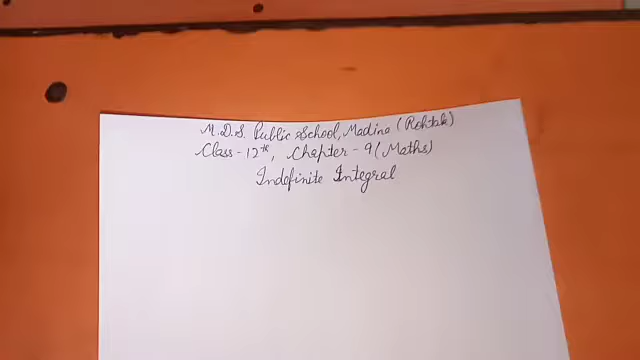 M.D.S. Public School, Madina (Rohtak)
Class - 12th, Chapter - 9 (Maths)
Indefinite Integral